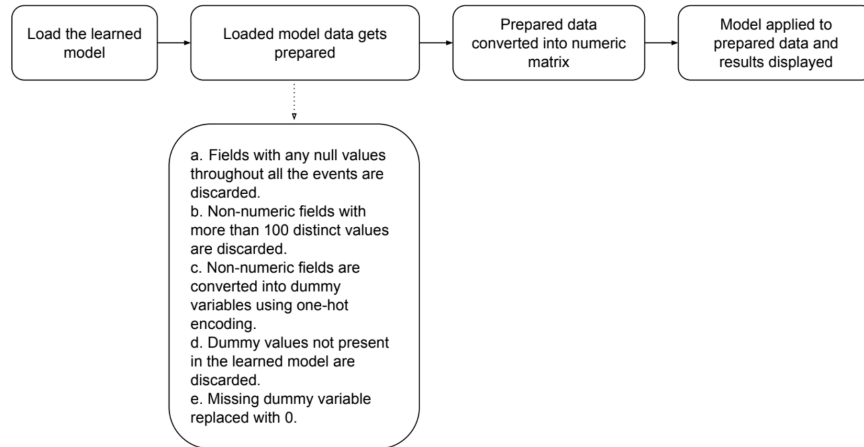 Load the learned
model
Loaded model data gets
prepared
Prepared data
converted into numeric
matrix
Model applied to
prepared data and
results displayed
a. Fields with any null values
throughout all the events are
discarded.
b. Non-numeric fields with
more than 100 distinct values
are discarded.
c. Non-numeric fields are
converted into dummy
variables using one-hot
encoding.
d. Dummy values not present
in the learned model are
discarded.
e. Missing dummy variable
replaced with 0.